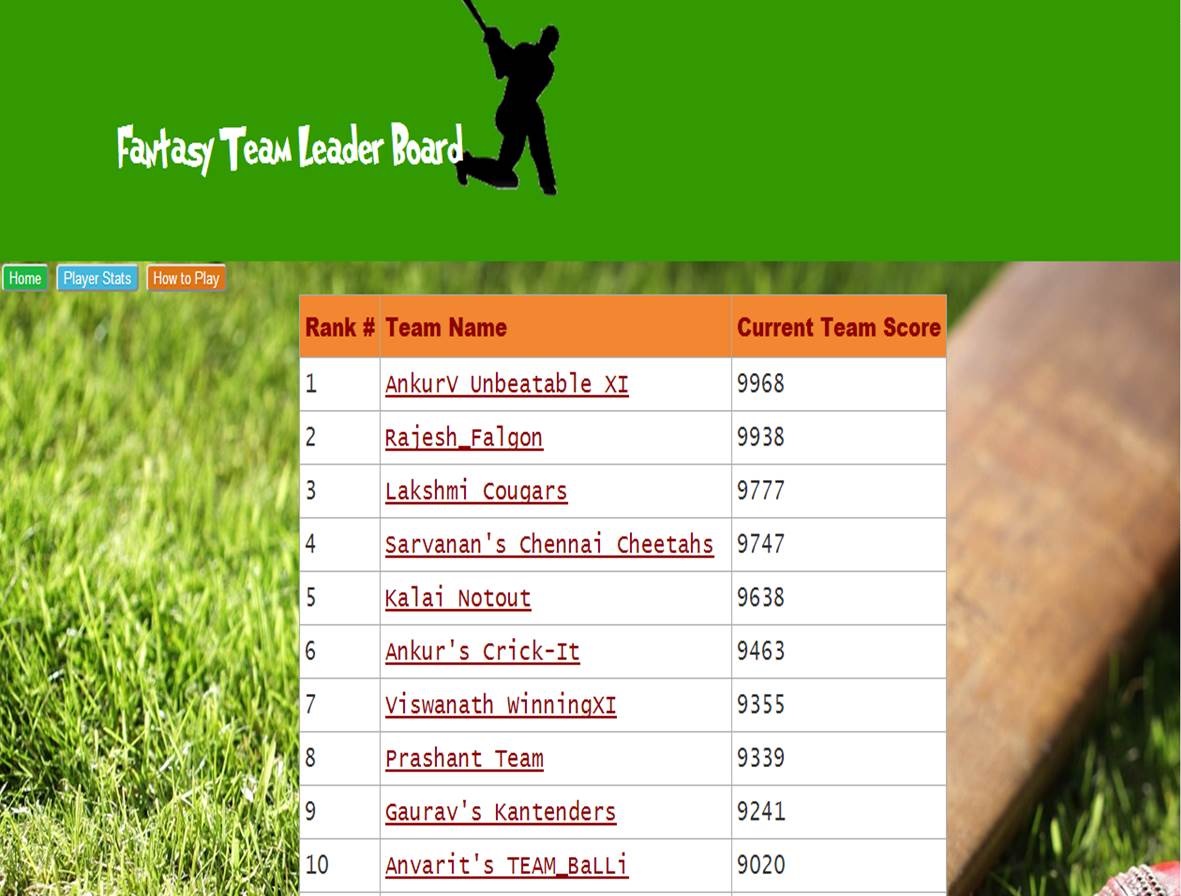 Fantasy Team Leader Board
Home Player Stats How to Play
Rank # Team Name Current Team Score
1 AnkurV Unbeatable XI 9968
2 Rajesh_Falgon 9938
3 Lakshmi Cougars 9777
4 Sarvanan's Chennai Cheetahs 9747
5 Kalai Notout 9638
6 Ankur's Crick-It 9463
7 Viswanath WinningXI 9355
8 Prashant Team 9339
9 Gaurav's Kantenders 9241
10 Anvarit's TEAM_BaLLi 9020